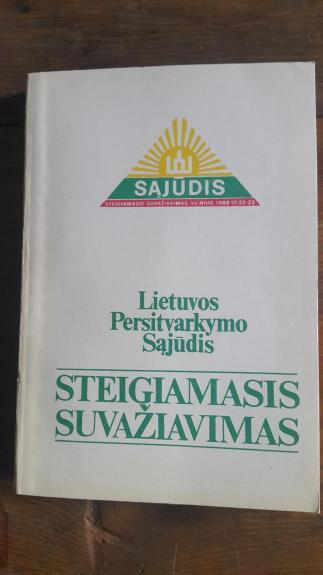 SĄJŪDIS
STEIGIAMASIS SUVAŽIAVIMAS VILNIUS 1988 10-22-23
Lietuvos
Persitvarkymo
Sąjūdis
STEIGIAMASIS
SUVAŽIAVIMAS